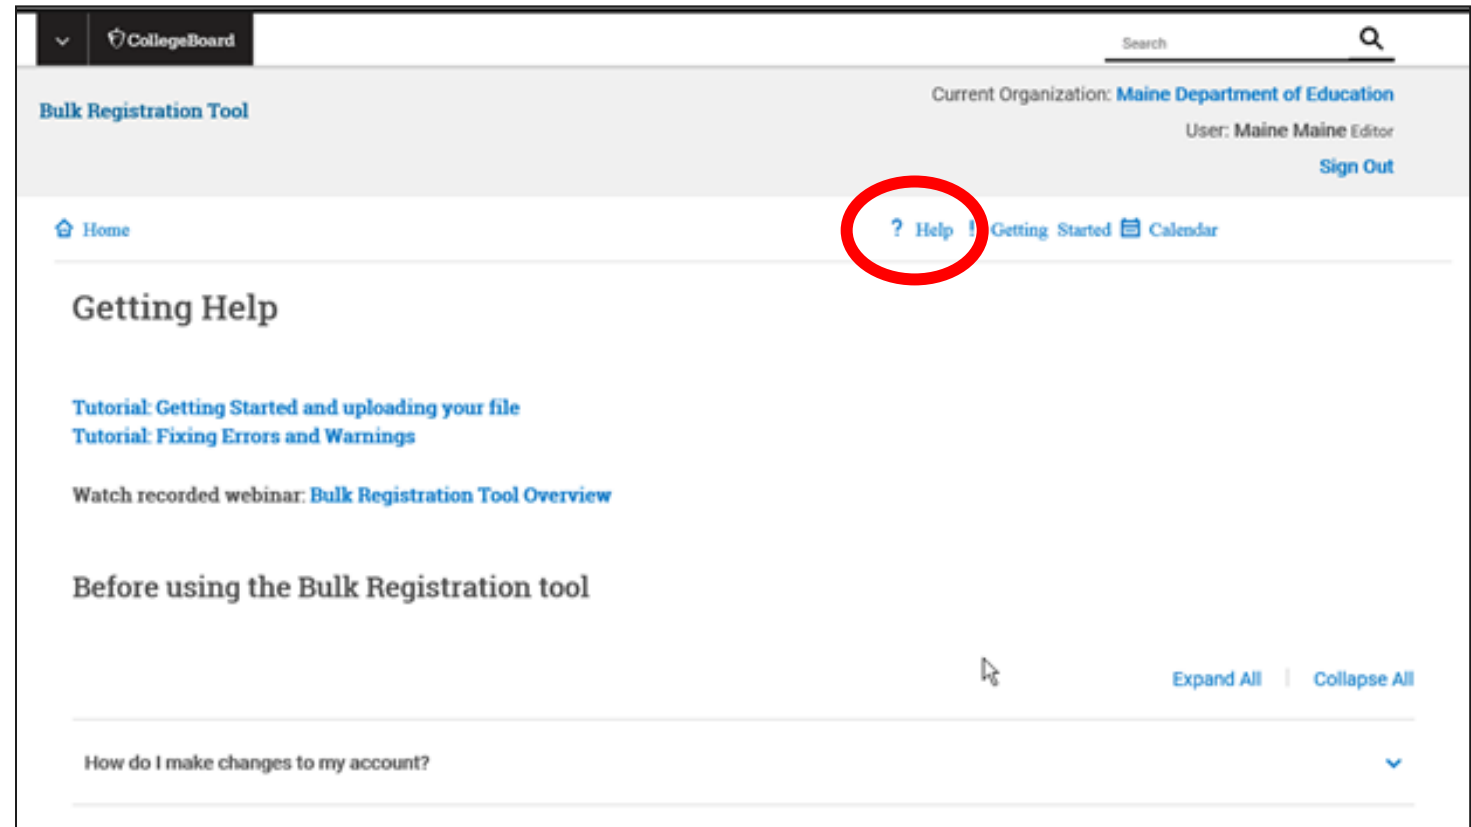 CollegeBoard
Search
Bulk Registration Tool
Current Organization: Maine Department of Education
User: Maine Maine Editor
Sign Out
Home
? Help ! Getting Started Calendar
Getting Help
Tutorial: Getting Started and uploading your file
Tutorial: Fixing Errors and Warnings
Watch recorded webinar: Bulk Registration Tool Overview
Before using the Bulk Registration tool
Expand All | Collapse All
How do I make changes to my account?